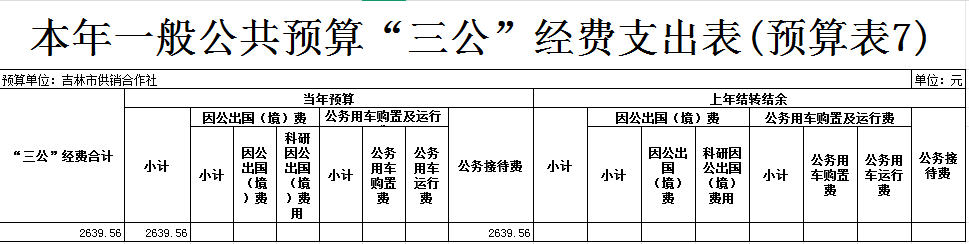 本年一般公共预算“三公”经费支出表(预算表7)
预算单位：吉林市供销合作社 单位：元
“三公”经费合计 当年预算 上年结转结余
小计 因公出国（境）费 公务用车购置及运行 公务接待费 小计 因公出国（境）费 公务用车购置及运行费 公务接待费
小计 因公出国（境）费 科研因公出国（境）费用 小计 公务用车购置费 公务用车运行费 小计 因公出国（境）费 科研因公出国（境）费用 小计 公务用车购置费 公务用车运行费
2639.56 2639.56 2639.56